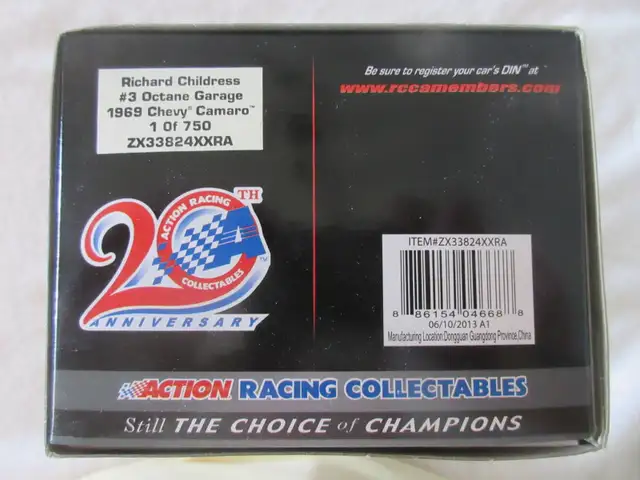 Richard Childress
#3 Octane Garage
1969 Chevy® Camaro™
1 Of 750
ZX33824XXRA
Be sure to register your car's DIN™ at
www.rccamembers.com
20TH
ACTION RACING
COLLECTABLES
ANNIVERSARY
ITEM#ZX33824XXRA
8 86154 04668 8
06/10/2013 A1
Manufacturing Location:Dongguan Guangdong Province,China
ACTION RACING COLLECTABLES
Still THE CHOICE of CHAMPIONS